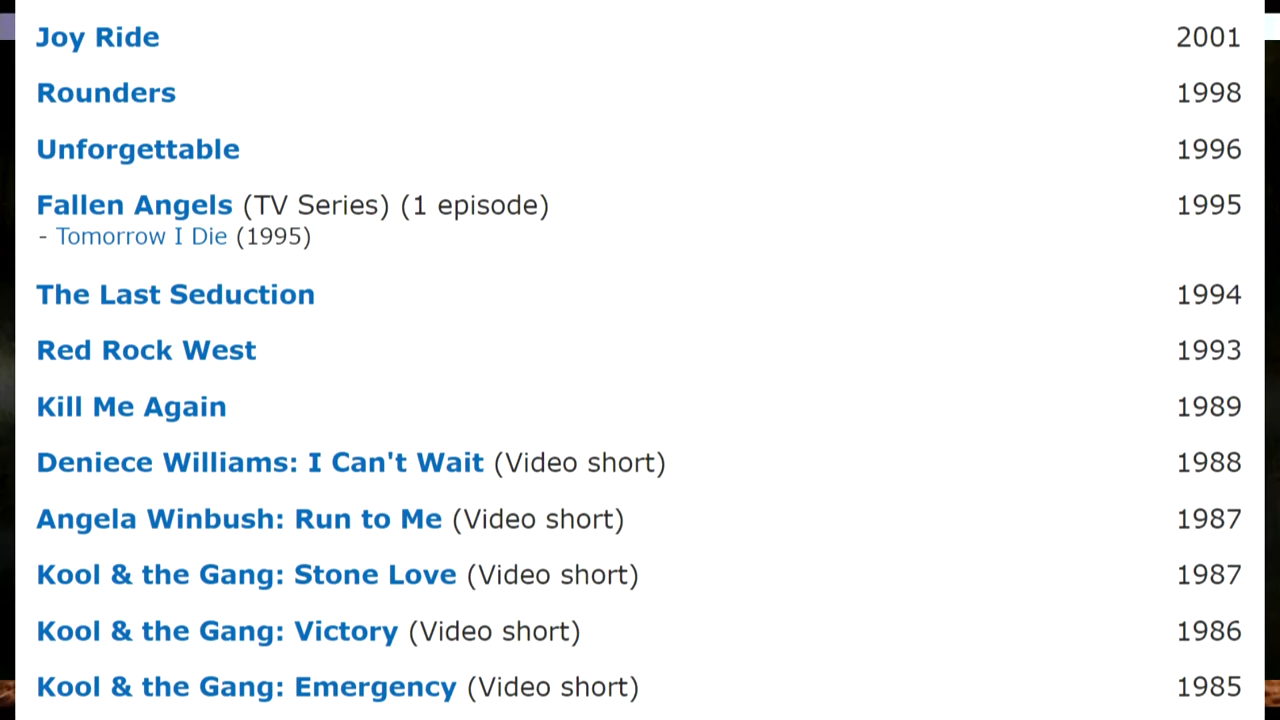 Joy Ride 2001
Rounders 1998
Unforgettable 1996
Fallen Angels (TV Series) (1 episode) 1995
- Tomorrow I Die (1995)
The Last Seduction 1994
Red Rock West 1993
Kill Me Again 1989
Deniece Williams: I Can't Wait (Video short) 1988
Angela Winbush: Run to Me (Video short) 1987
Kool & the Gang: Stone Love (Video short) 1987
Kool & the Gang: Victory (Video short) 1986
Kool & the Gang: Emergency (Video short) 1985